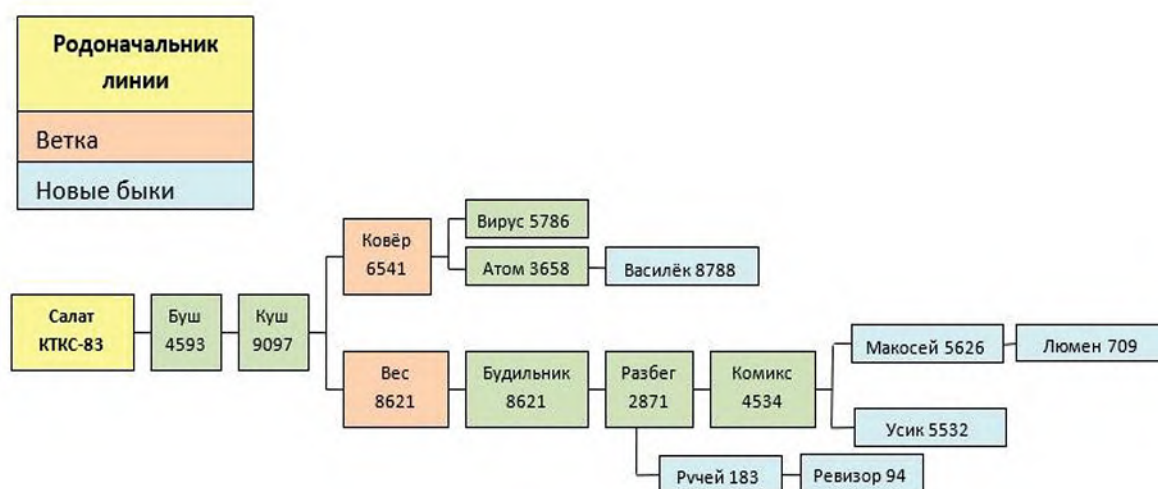 Родоначальник
линии
Ветка
Новые быки
Ковёр
6541
Вирус 5786
Атом 3658
Василёк 8788
Салат
КТКС-83
Буш
4593
Куш
9097
Вес
8621
Будильник
8621
Разбег
2871
Комикс
4534
Макосей 5626
Люмен 709
Усик 5532
Ручей 183
Ревизор 94